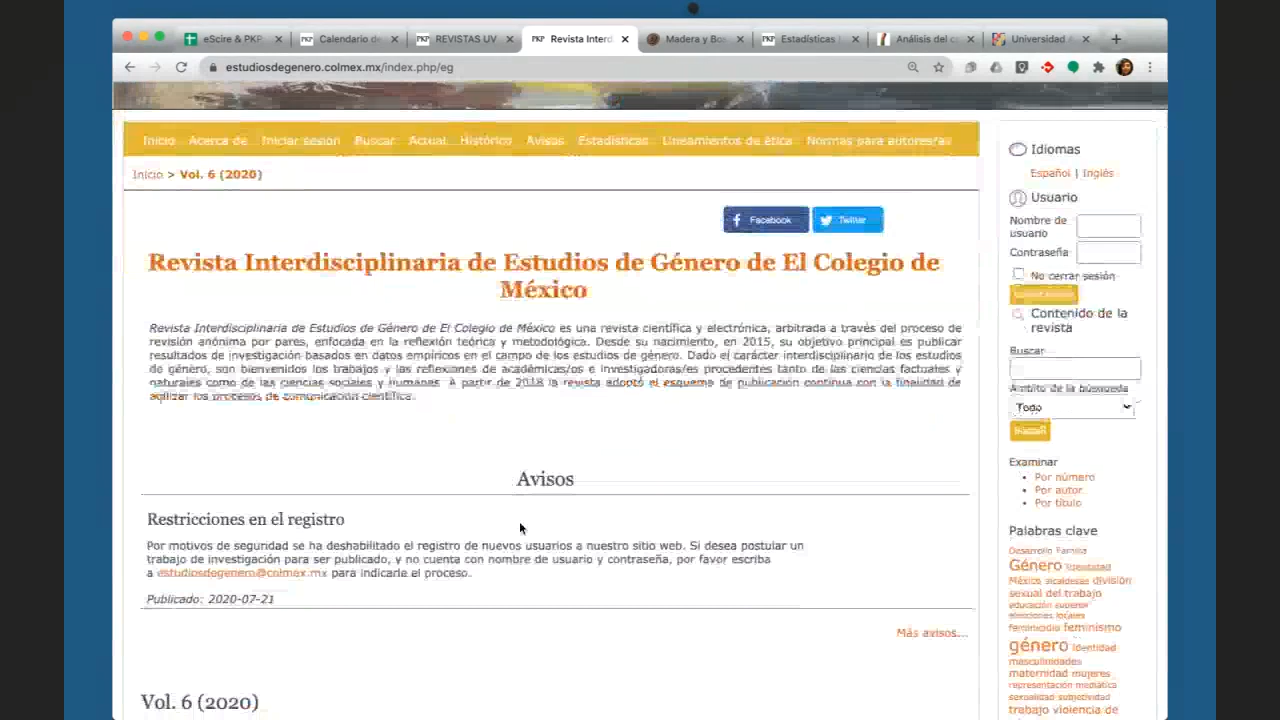 eScire & PKP
Calendario de
REVISTAS UV
Revista Interd
Madera y Bo
Estadísticas
Análisis del c
Universidad
estudiosdegenero.colmex.mx/index.php/eg
Inicio Acerca de Iniciar sesión Buscar Actual Histórico Avisos Estadísticas Lineamientos de ética Normas para autores/as
Inicio > Vol. 6 (2020)
Facebook Twitter
Revista Interdisciplinaria de Estudios de Género de El Colegio de
México
Revista Interdisciplinaria de Estudios de Género de El Colegio de México es una revista científica y electrónica, arbitrada a través del proceso de
revisión anónima por pares, enfocada en la reflexión teórica y metodológica. Desde su nacimiento, en 2015, su objetivo principal es publicar
resultados de investigación basados en datos empíricos en el campo de los estudios de género. Dado el carácter interdisciplinario de los estudios
de género, son bienvenidos los trabajos y las reflexiones de académicas/os e investigadoras/es procedentes tanto de las ciencias factuales y
naturales como de las ciencias sociales y humanas. A partir de 2018 la revista adoptó el esquema de publicación continua con la finalidad de
agilizar los procesos de comunicación científica.
Avisos
Restricciones en el registro
Por motivos de seguridad se ha deshabilitado el registro de nuevos usuarios a nuestro sitio web. Si desea postular un
trabajo de investigación para ser publicado, y no cuenta con nombre de usuario y contraseña, por favor escriba
a estudiosdegenero@colmex.mx para indicarle el proceso.
Publicado: 2020-07-21
Más avisos...
Vol. 6 (2020)
Idiomas
Español | Inglés
Usuario
Nombre de
usuario
Contraseña
No cerrar sesión
Contenido de la
revista
Buscar
Ámbito de la búsqueda
Todo
Buscar
Examinar
Por número
Por autor
Por título
Palabras clave
Desarrollo Familia
Género Identidad
México alcaldesas división
sexual del trabajo
educación superior
elecciones locales
feminicidio feminismo
género identidad
masculinidades
maternidad mujeres
representación mediática
sexualidad subjetividad
trabajo violencia de